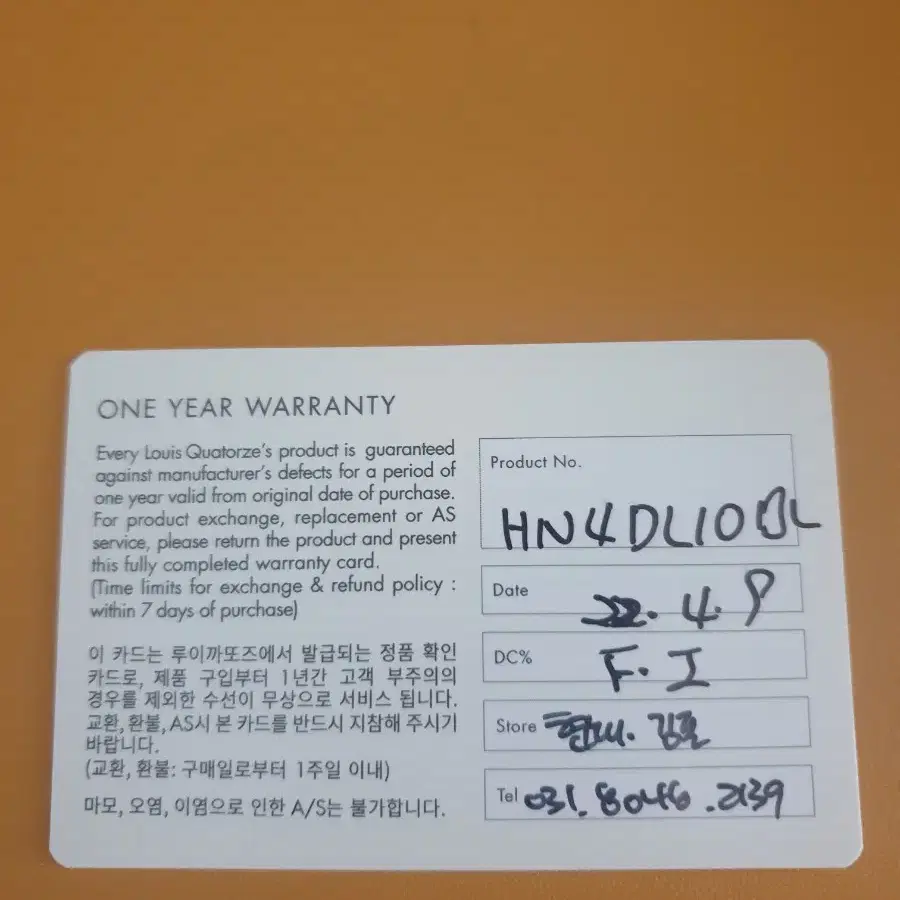 ONE YEAR WARRANTY
Every Louis Quatorze's product is guaranteed
against manufacturer's defects for a period of
one year valid from original date of purchase.
For product exchange, replacement or AS
service, please return the product and present
this fully completed warranty card.
(Time limits for exchange & refund policy :
within 7 days of purchase)
이 카드는 루이까또즈에서 발급되는 정품 확인
카드로, 제품 구입부터 1년간 고객 부주의의
경우를 제외한 수선이 무상으로 서비스 됩니다.
교환, 환불, AS시 본 카드를 반드시 지참해 주시기
바랍니다.
(교환, 환불: 구매일로부터 1주일 이내)
마모, 오염, 이염으로 인한 A/S는 불가합니다.
Product No.
HN4DL10BL
Date 22. 4. 9
DC% F. I
Store
Tel 031. 8046 .2139